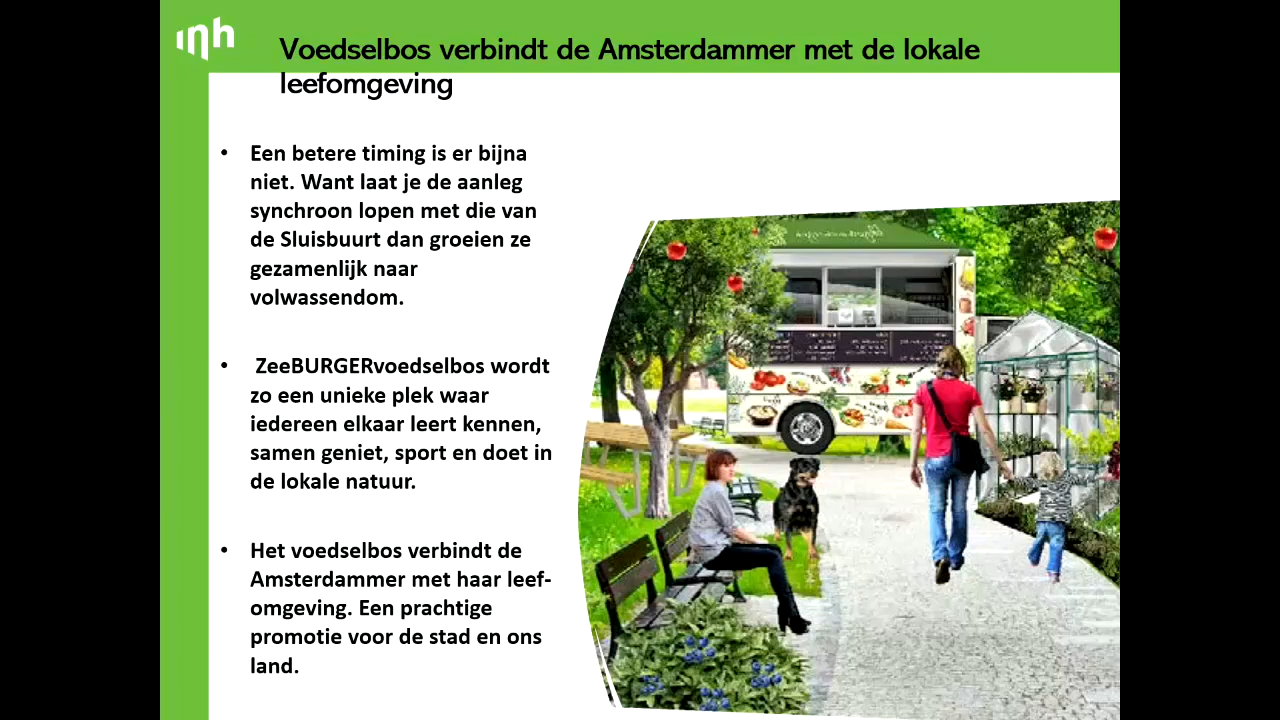 inh
Voedselbos verbindt de Amsterdammer met de lokale
leefomgeving
• Een betere timing is er bijna
niet. Want laat je de aanleg
synchroon lopen met die van
de Sluisbuurt dan groeien ze
gezamenlijk naar
volwassendom.
• ZeeBURGERvoedselbos wordt
zo een unieke plek waar
iedereen elkaar leert kennen,
samen geniet, sport en doet in
de lokale natuur.
• Het voedselbos verbindt de
Amsterdammer met haar leef-
omgeving. Een prachtige
promotie voor de stad en ons
land.